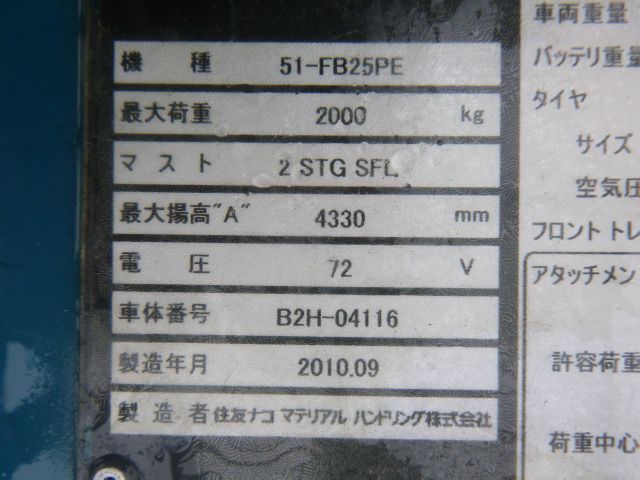 機 種 51-FB25PE
最大荷重 2000 kg
マスト 2 STG SFL
最大揚高"A" 4330 mm
電 圧 72 V
車体番号 B2H-04116
製造年月 2010.09
製造者 住友ナコ マテリアル ハンドリング株式会社
車両重量
バッテリ重量
タイヤ
サイズ
空気圧
フロント トレ
アタッチメン
許容荷重
荷重中心